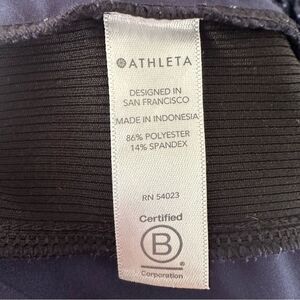 ATHLETA
DESIGNED IN
SAN FRANCISCO
MADE IN INDONESIA
86% POLYESTER
14% SPANDEX
RN 54023
Certified
B
Corporation